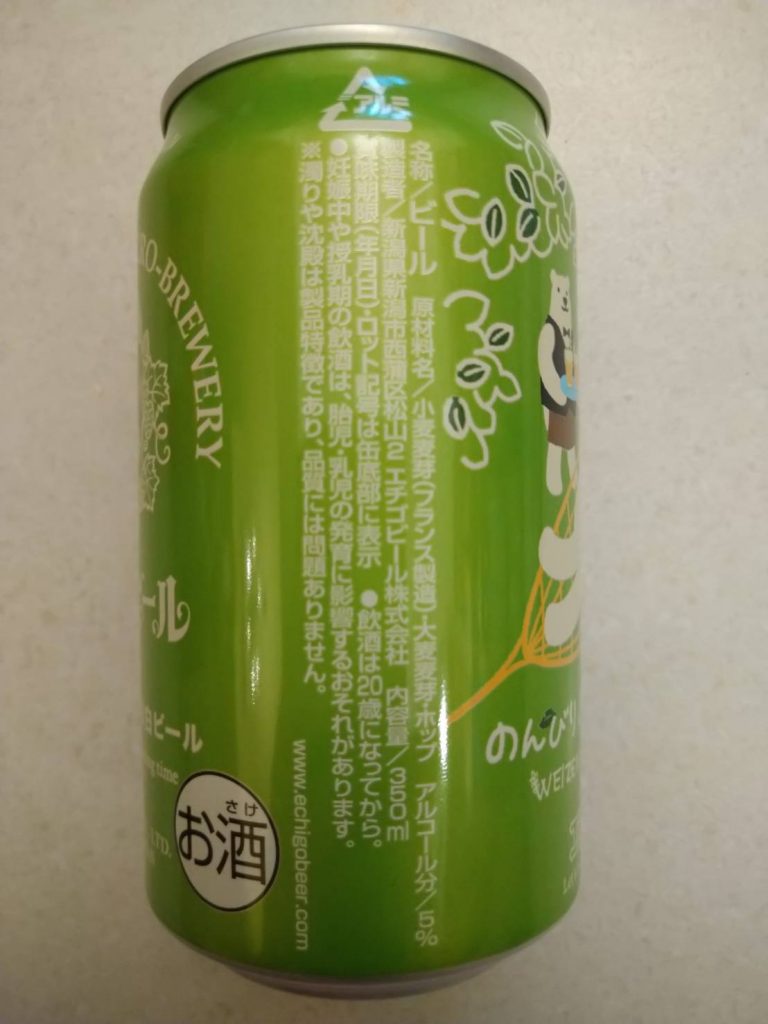 アルミ
名称/ビール 原材料名/小麦麦芽(フランス製造)、大麦麦芽・ホップ アルコール分/5%
製造者/新潟県新潟市西蒲区松山2 エチゴビール株式会社 内容量/350ml
賞味期限(年月日)・ロット記号は缶底部に表示 ●飲酒は20歳になってから。
●妊娠中や授乳期の飲酒は、胎児・乳児の発育に影響するおそれがあります。
※濁りや沈殿は製品特徴であり、品質には問題ありません。
www.echigobeer.com
さけ
お酒
RO-BREWERY
ール
白ビール
ng time
LTD.
のんびり
WEIZE